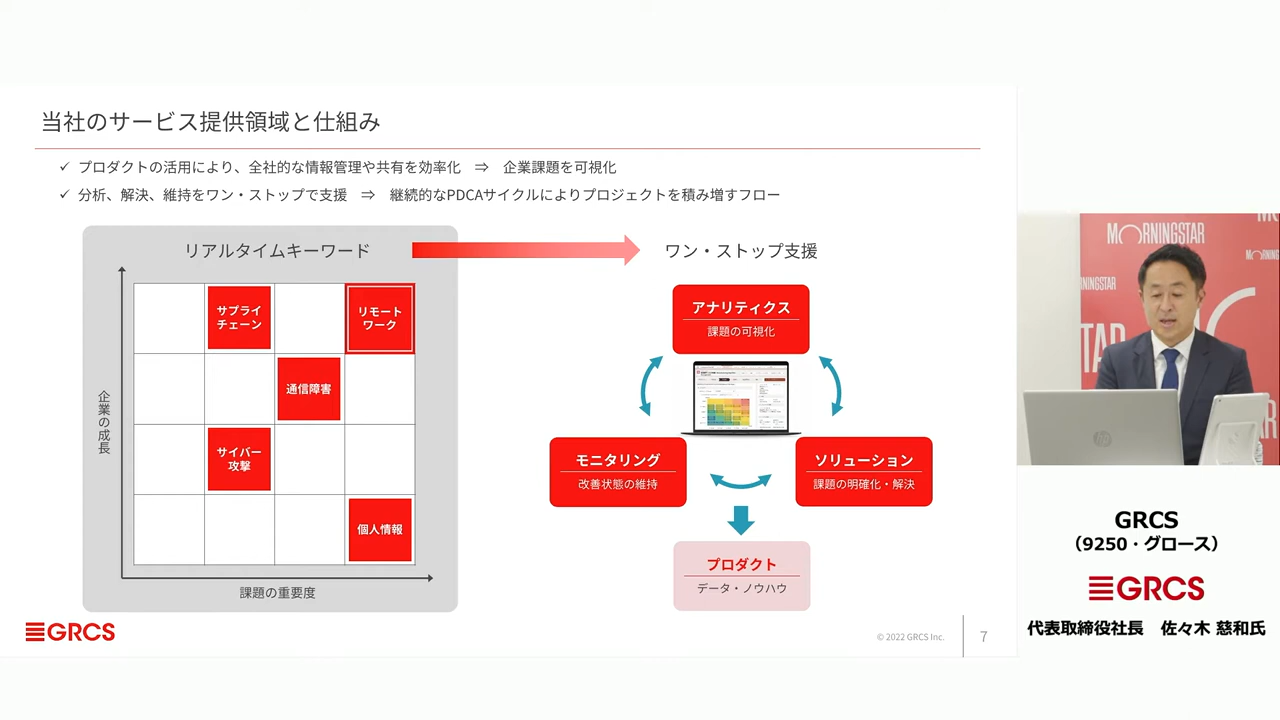 当社のサービス提供領域と仕組み
✓ プロダクトの活用により、全社的な情報管理や共有を効率化 ⇒ 企業課題を可視化
✓ 分析、解決、維持をワン・ストップで支援 ⇒ 継続的なPDCAサイクルによりプロジェクトを積み増すフロー
リアルタイムキーワード
ワン・ストップ支援
サプライ
チェーン
リモート
ワーク
通信障害
サイバー
攻撃
個人情報
企業の成長
課題の重要度
アナリティクス
課題の可視化
モニタリング
改善状態の維持
ソリューション
課題の明確化・解決
プロダクト
データ・ノウハウ
GRCS
© 2022 GRCS Inc.
7
MORNINGSTAR
MORNINGSTAR
RNINGSTAR
TAR
hp
GRCS
（9250・グロース）
GRCS
代表取締役社長 佐々木 慈和氏